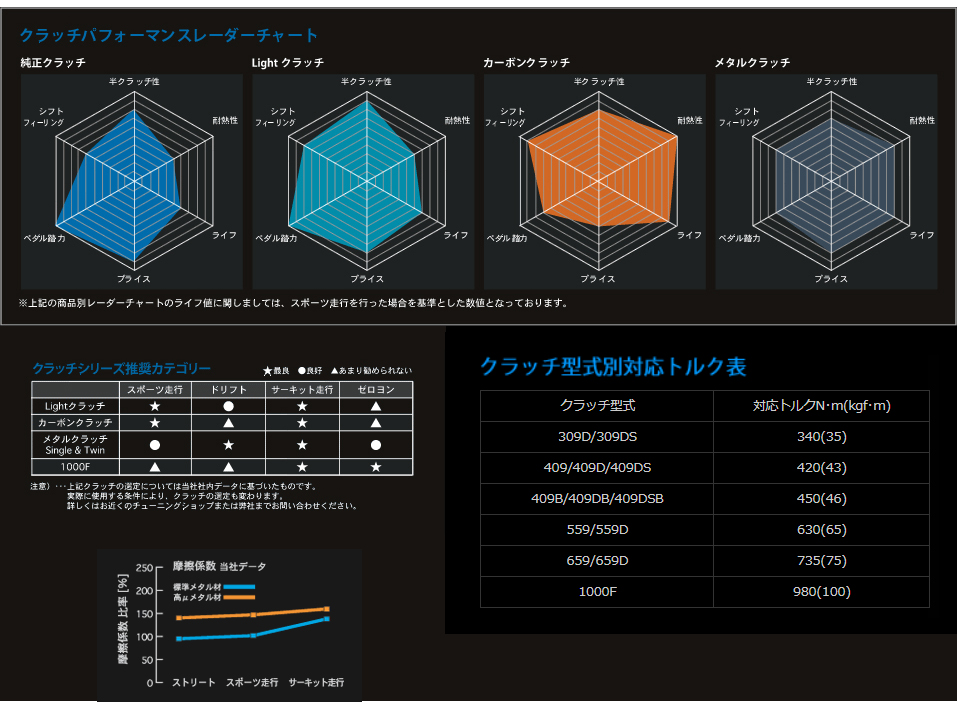 クラッチパフォーマンスレーダーチャート
純正クラッチ
半クラッチ性
シフト
フィーリング
耐熱性
ペダル踏力
ライフ
プライス
Light クラッチ
半クラッチ性
シフト
フィーリング
耐熱性
ペダル踏力
ライフ
プライス
カーボンクラッチ
半クラッチ性
シフト
フィーリング
耐熱性
ペダル踏力
ライフ
プライス
メタルクラッチ
半クラッチ性
シフト
フィーリング
耐熱性
ペダル踏力
ライフ
プライス
※上記の商品別レーダーチャートのライフ値に関しましては、スポーツ走行を行った場合を基準とした数値となっております。
クラッチシリーズ推奨カテゴリー
★最良 ●良好 ▲あまり勧められない
スポーツ走行 ドリフト サーキット走行 ゼロヨン
Lightクラッチ ★ ● ★ ▲
カーボンクラッチ ★ ▲ ★ ▲
メタルクラッチ
Single & Twin ● ★ ★ ●
1000F ▲ ▲ ★ ★
注意）･･･上記クラッチの選定については当社社内データに基づいたものです。
実際に使用する条件により、クラッチの選定も変わります。
詳しくはお近くのチューニングショップまたは弊社までお問い合わせください。
クラッチ型式別対応トルク表
クラッチ型式 対応トルクN･m(kgf･m)
309D/309DS 340(35)
409/409D/409DS 420(43)
409B/409DB/409DSB 450(46)
559/559D 630(65)
659/659D 735(75)
1000F 980(100)
摩擦係数 当社データ
標準メタル材
高μメタル材
摩擦係数 比率 [%]
250
200
150
100
50
0
ストリート スポーツ走行 サーキット走行